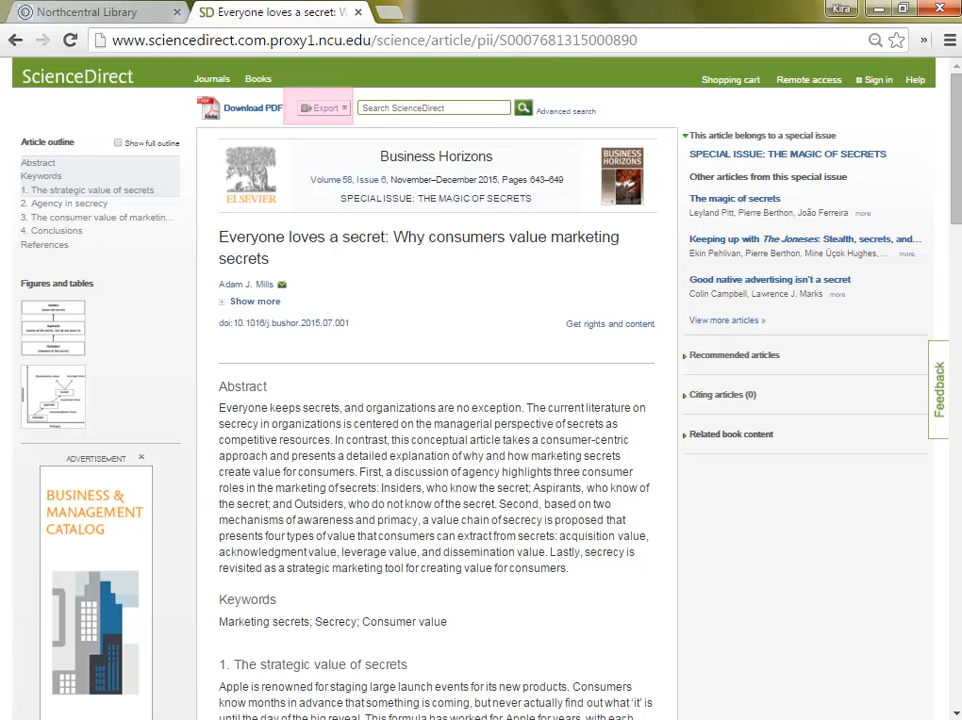 Northcentral Library
SD Everyone loves a secret: W
Kira
www.sciencedirect.com.proxy1.ncu.edu/science/article/pii/S0007681315000890
ScienceDirect
Journals Books
Shopping cart Remote access Sign in Help
Download PDF
Export
Search ScienceDirect
Advanced search
Article outline
Show full outline
Abstract
Keywords
1. The strategic value of secrets
2. Agency in secrecy
3. The consumer value of marketin...
4. Conclusions
References
Figures and tables
ADVERTISEMENT
BUSINESS &
MANAGEMENT
CATALOG
ELSEVIER
Business Horizons
Volume 58, Issue 6, November–December 2015, Pages 643–649
SPECIAL ISSUE: THE MAGIC OF SECRETS
BUSINESS
HORIZONS
Everyone loves a secret: Why consumers value marketing
secrets
Adam J. Mills
Show more
doi:10.1016/j.bushor.2015.07.001
Get rights and content
Abstract
Everyone keeps secrets, and organizations are no exception. The current literature on
secrecy in organizations is centered on the managerial perspective of secrets as
competitive resources. In contrast, this conceptual article takes a consumer-centric
approach and presents a detailed explanation of why and how marketing secrets
create value for consumers. First, a discussion of agency highlights three consumer
roles in the marketing of secrets: Insiders, who know the secret; Aspirants, who know of
the secret; and Outsiders, who do not know of the secret. Second, based on two
mechanisms of awareness and primacy, a value chain of secrecy is proposed that
presents four types of value that consumers can extract from secrets: acquisition value,
acknowledgment value, leverage value, and dissemination value. Lastly, secrecy is
revisited as a strategic marketing tool for creating value for consumers.
Keywords
Marketing secrets; Secrecy; Consumer value
1. The strategic value of secrets
Apple is renowned for staging large launch events for its new products. Consumers
know months in advance that something is coming, but never actually find out what 'it' is
until the day of the big reveal. This formula has worked for Apple for years, with each
This article belongs to a special issue
SPECIAL ISSUE: THE MAGIC OF SECRETS
Other articles from this special issue
The magic of secrets
Leyland Pitt, Pierre Berthon, João Ferreira more
Keeping up with The Joneses: Stealth, secrets, and...
Ekin Pehlivan, Pierre Berthon, Mine Üçok Hughes, ... more
Good native advertising isn't a secret
Colin Campbell, Lawrence J. Marks more
View more articles »
Recommended articles
Citing articles (0)
Related book content
Feedback